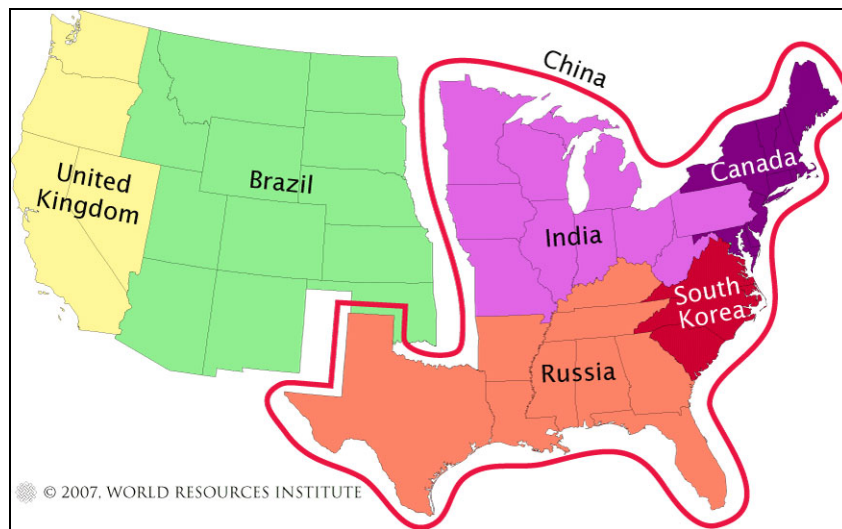 China
Canada
United
Kingdom
Brazil
India
South
Korea
Russia
© 2007, WORLD RESOURCES INSTITUTE